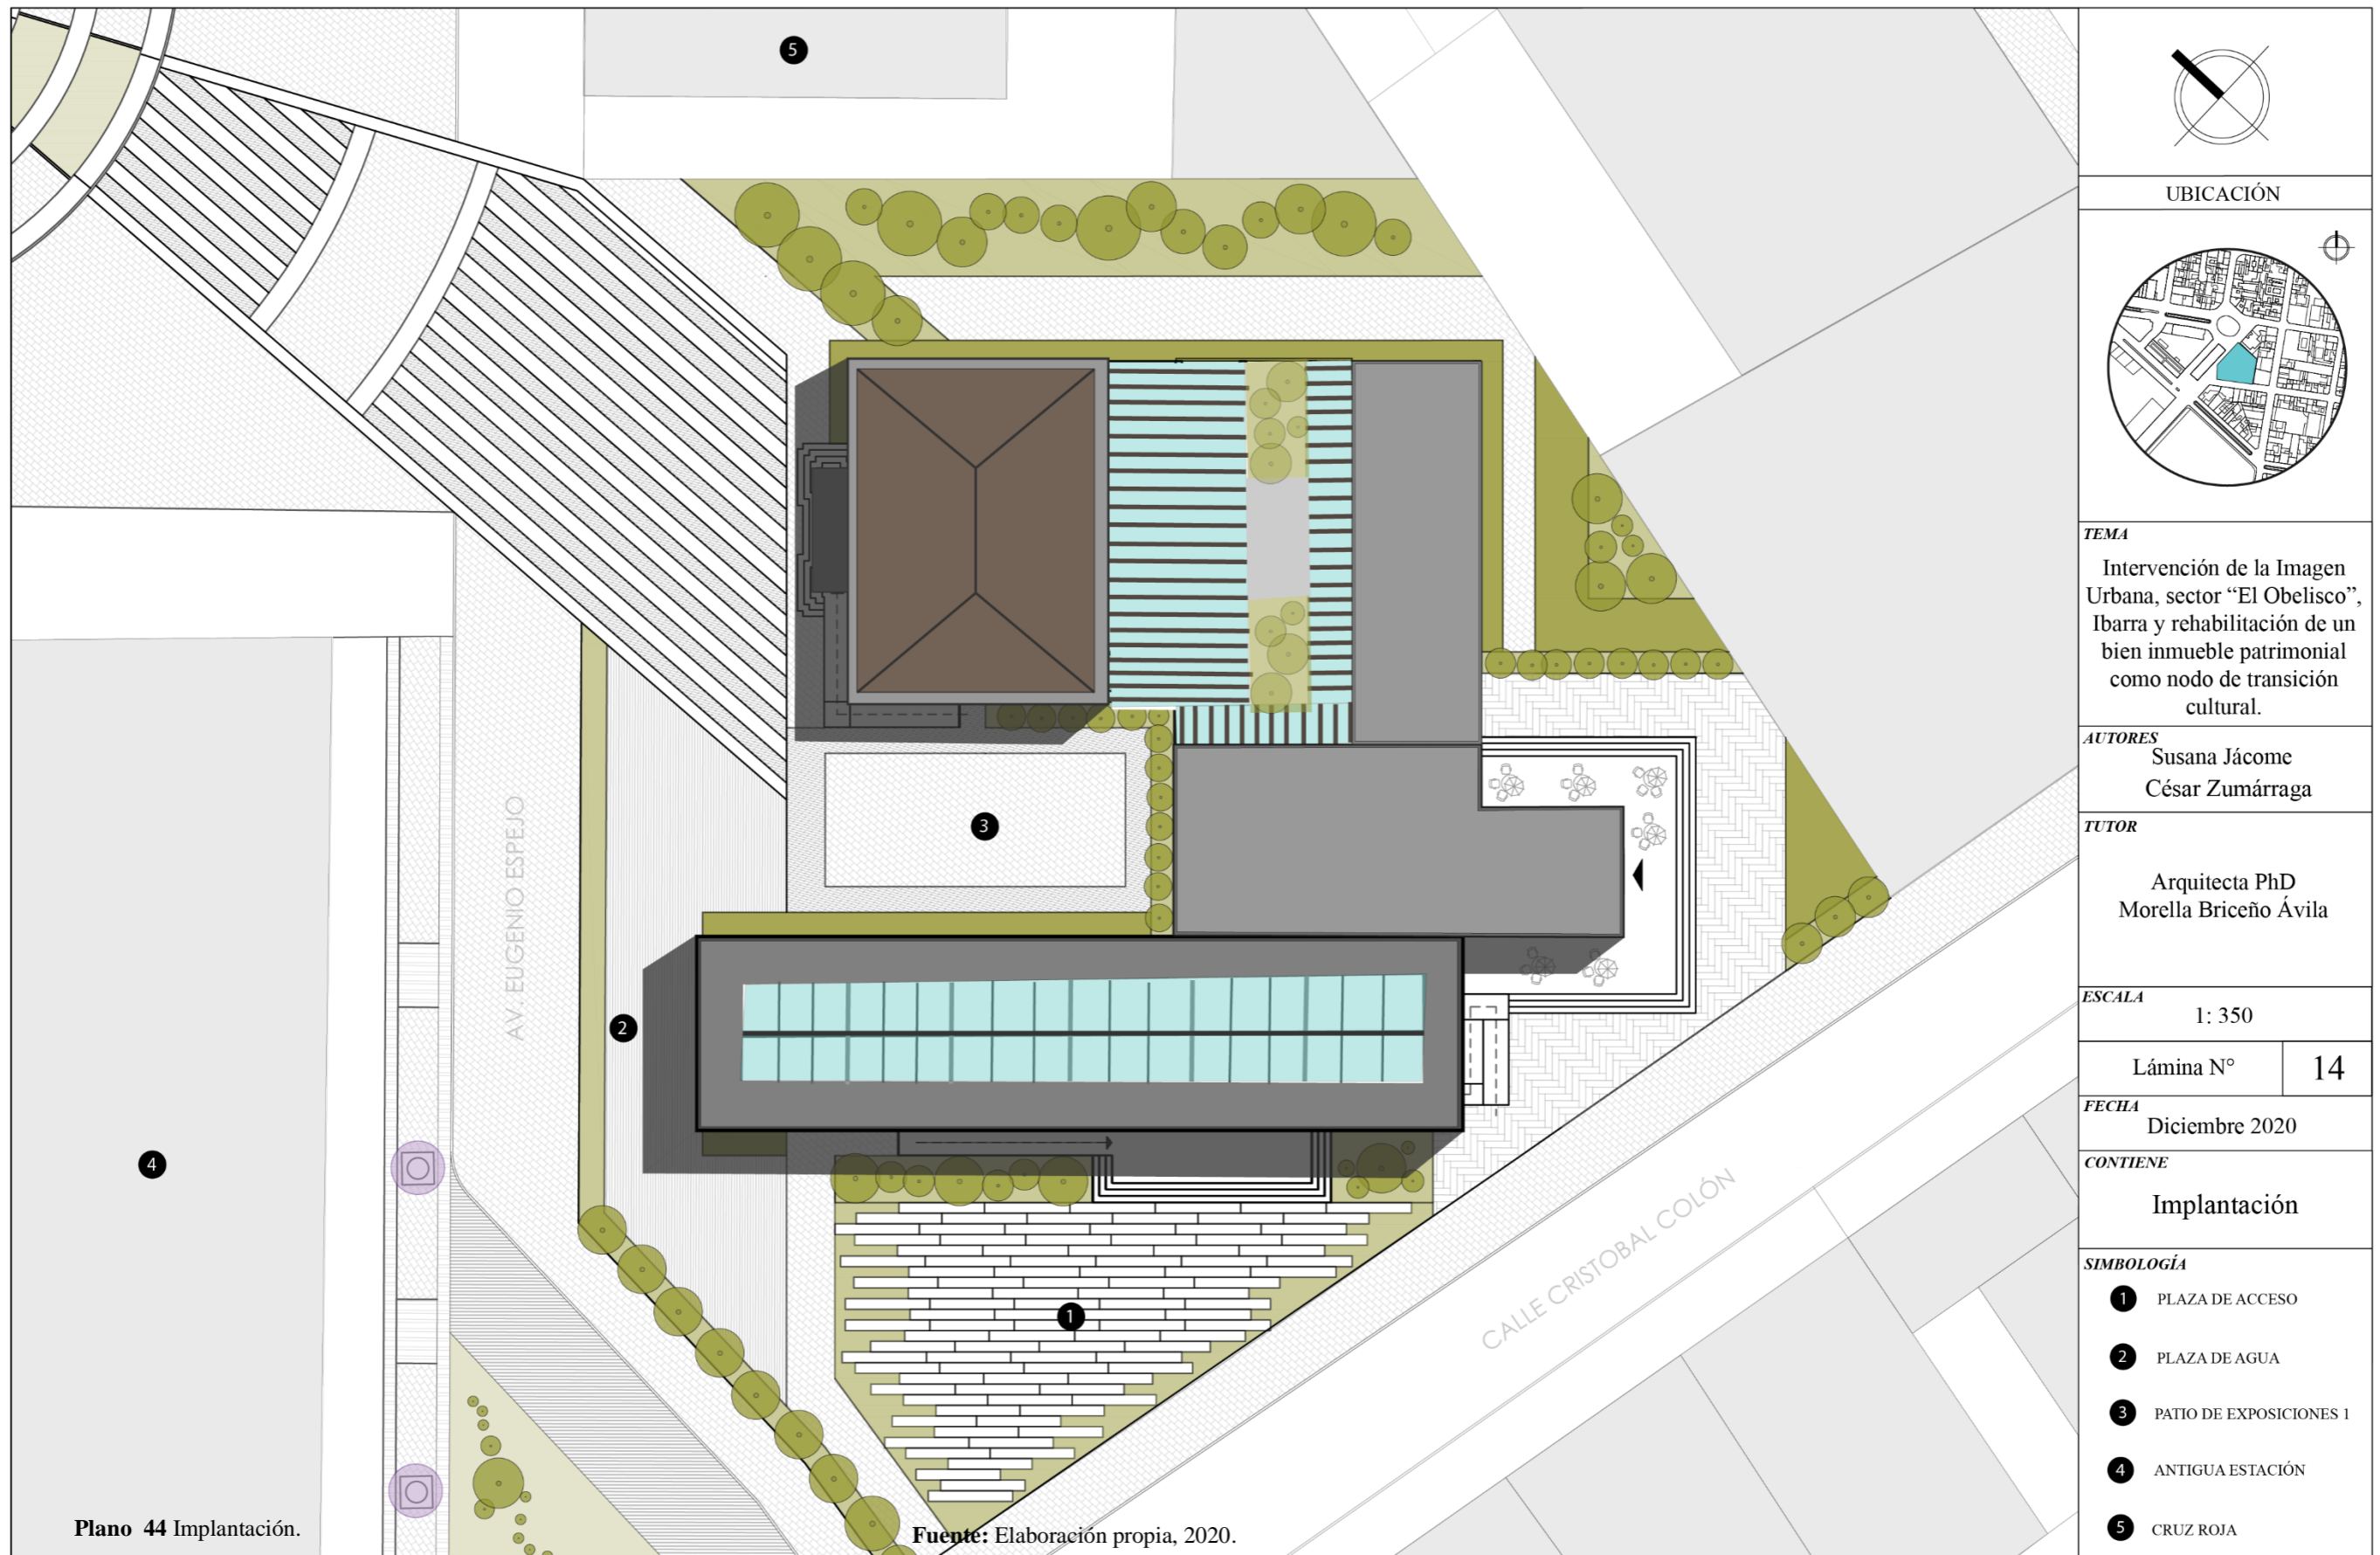 5
3
2
4
1
AV. EUGENIO ESPEJO
CALLE CRISTOBAL COLÓN
Plano 44 Implantación.
Fuente: Elaboración propia, 2020.
UBICACIÓN
TEMA
Intervención de la Imagen
Urbana, sector “El Obelisco”,
Ibarra y rehabilitación de un
bien inmueble patrimonial
como nodo de transición
cultural.
AUTORES
Susana Jácome
César Zumárraga
TUTOR
Arquitecta PhD
Morella Briceño Ávila
ESCALA
1: 350
Lámina N° 14
FECHA
Diciembre 2020
CONTIENE
Implantación
SIMBOLOGÍA
1 PLAZA DE ACCESO
2 PLAZA DE AGUA
3 PATIO DE EXPOSICIONES 1
4 ANTIGUA ESTACIÓN
5 CRUZ ROJA